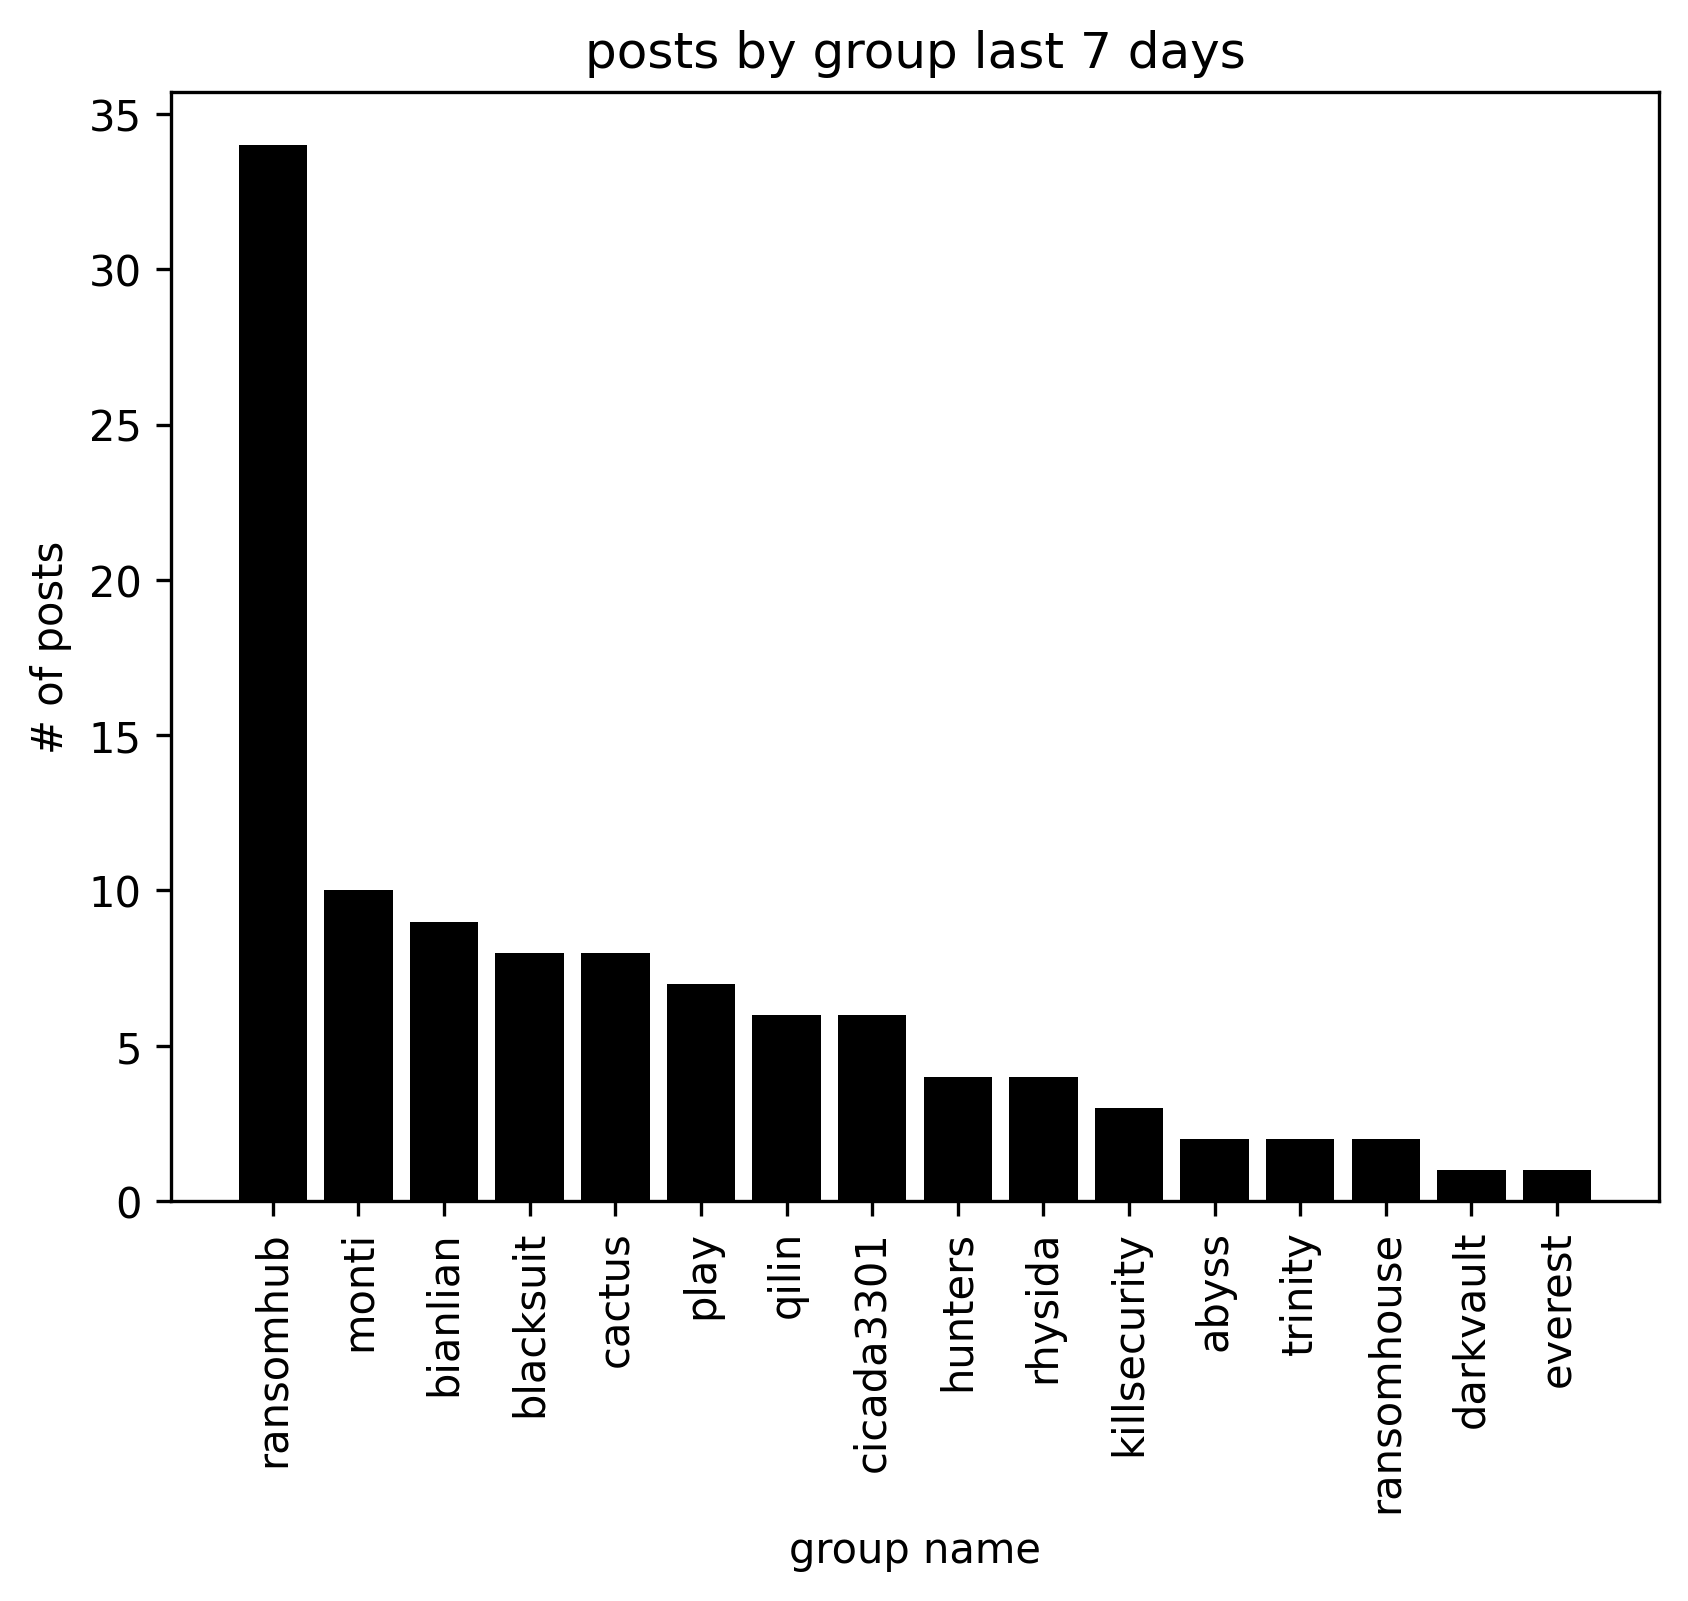 posts by group last 7 days
35
30
25
20
15
10
5
0
# of posts
ransomhub
monti
bianlian
blacksuit
cactus
play
qilin
cicada3301
hunters
rhysida
killsecurity
abyss
trinity
ransomhouse
darkvault
everest
group name